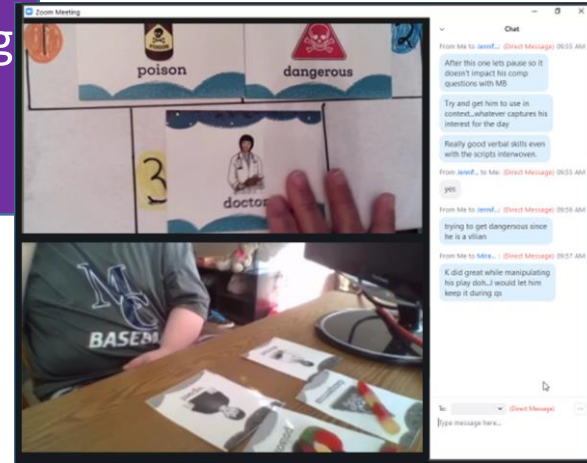 g
Zoom Meeting
1
POISON
2
poison
dangerous
3
doctor
MC
BASEBA
Chat
From Me to Jennif...: (Direct Message) 09:55 AM
After this one lets pause so it
doesn't impact his comp
questions with MB
Try and get him to use in
context...whatever captures his
interest for the day
Really good verbal skills even
with the scripts interwoven.
From Jennif... to Me: (Direct Message) 09:55 AM
yes
From Me to Jennif...: (Direct Message) 09:56 AM
trying to get dangersous since
he is a vilian
From Me to Mira...: (Direct Message) 09:57 AM
K did great while manipulating
his play doh...I would let him
keep it during qs
To:
(Direct Message)
Type message here...